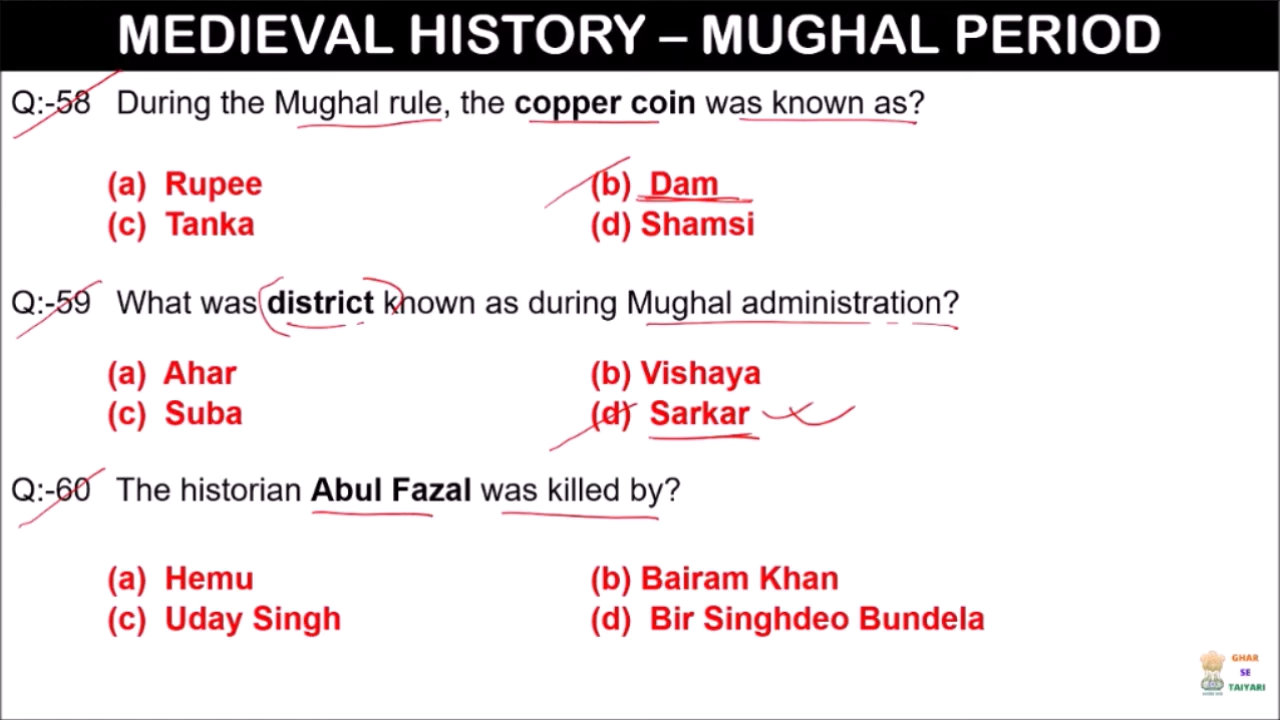 MEDIEVAL HISTORY – MUGHAL PERIOD
Q:-58 During the Mughal rule, the copper coin was known as?
(a) Rupee (b) Dam
(c) Tanka (d) Shamsi
Q:-59 What was district known as during Mughal administration?
(a) Ahar (b) Vishaya
(c) Suba (d) Sarkar
Q:-60 The historian Abul Fazal was killed by?
(a) Hemu (b) Bairam Khan
(c) Uday Singh (d) Bir Singhdeo Bundela
GHAR
SE
TAIYARI